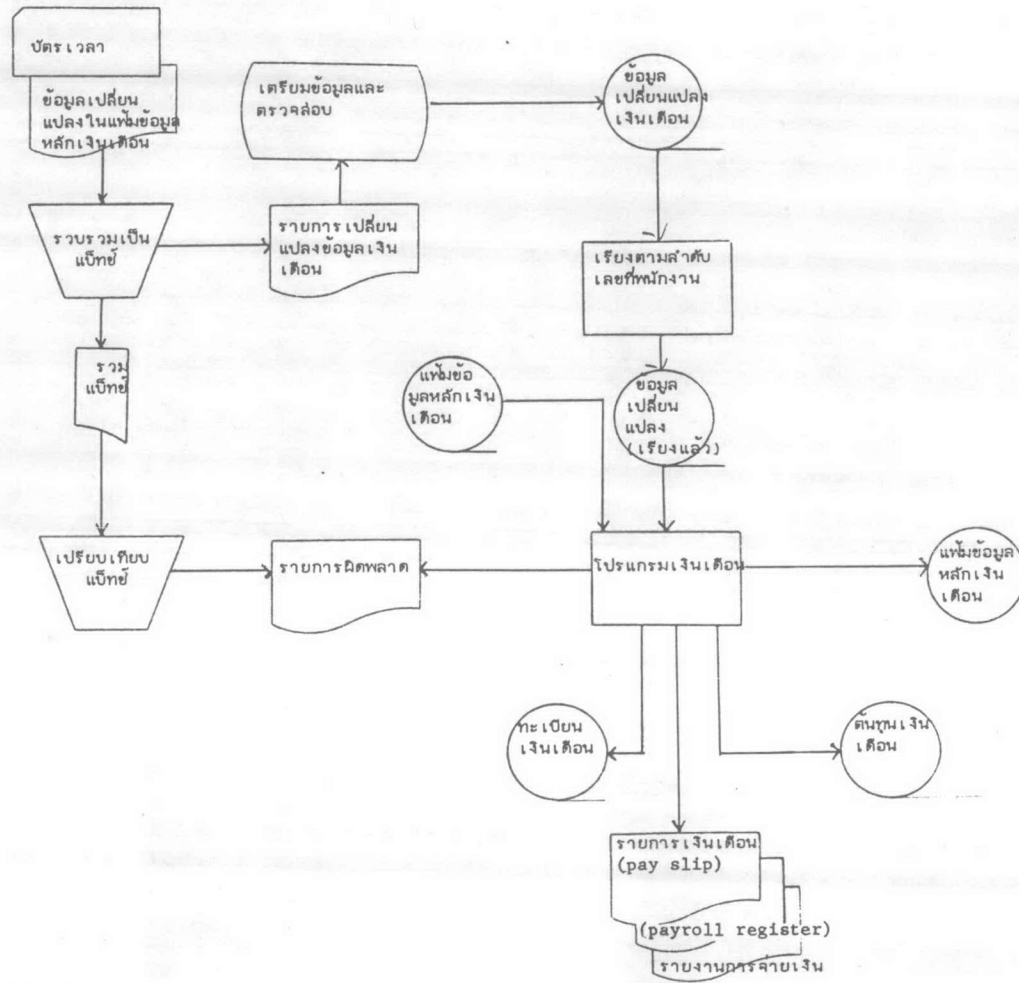 บัตรเวลา
ข้อมูลเปลี่ยน
แปลงในแฟ้มข้อมูล
หลักเงินเดือน
เตรียมข้อมูลและ
ตรวจสอบ
ข้อมูล
เปลี่ยนแปลง
เงินเดือน
รวบรวมเป็น
แบ็ทย์
รายการเปลี่ยน
แปลงข้อมูลเงิน
เดือน
เรียงตามลำดับ
เลขที่พนักงาน
รวม
แบ็ทย์
แฟ้มข้อ
มูลหลักเงิน
เดือน
ข้อมูล
เปลี่ยน
แปลง
(เรียงแล้ว)
เปรียบเทียบ
แบ็ทย์
รายการผิดพลาด
โปรแกรมเงินเดือน
แฟ้มข้อมูล
หลักเงิน
เดือน
ทะเบียน
เงินเดือน
ต้นทุนเงิน
เดือน
รายการเงินเดือน
(pay slip)
(payroll register)
รายงานการจ่ายเงิน